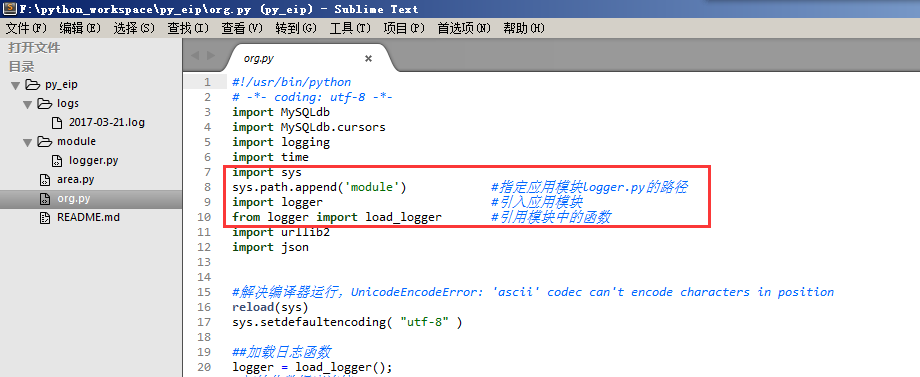 F:\python_workspace\py_eip\org.py (py_eip) - Sublime Text
文件(F) 编辑(E) 选择(S) 查找(I) 查看(V) 转到(G) 工具(T) 项目(P) 首选项(N) 帮助(H)
打开文件
目录
py_eip
logs
2017-03-21.log
module
logger.py
area.py
org.py
README.md
org.py
1 #!/usr/bin/python
2 # -*- coding: utf-8 -*-
3 import MySQLdb
4 import MySQLdb.cursors
5 import logging
6 import time
7 import sys
8 sys.path.append('module') #指定应用模块logger.py的路径
9 import logger #引入应用模块
10 from logger import load_logger #引用模块中的函数
11 import urllib2
12 import json
13
14
15 #解决编译器运行，UnicodeEncodeError: 'ascii' codec can't encode characters in position
16 reload(sys)
17 sys.setdefaultencoding( "utf-8" )
18
19 ##加载日志函数
20 logger = load_logger();